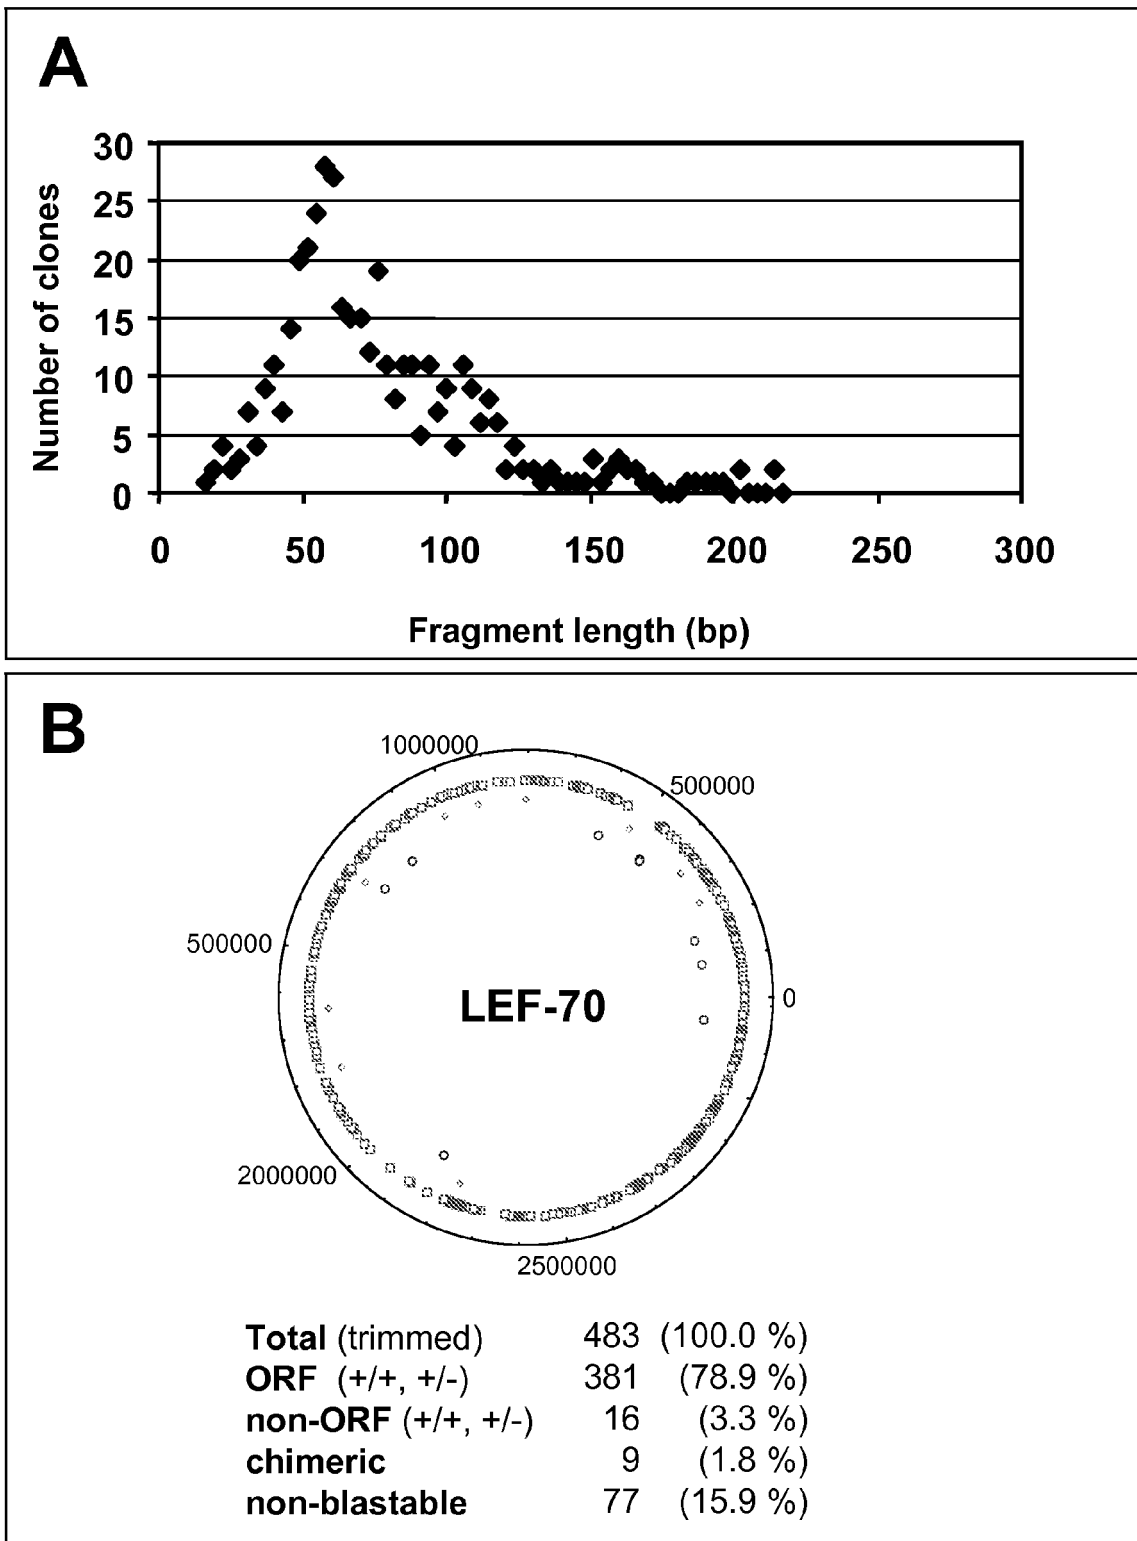 A
30
25
20
15
10
5
0
Number of clones
0 50 100 150 200 250 300
Fragment length (bp)
B
1000000
500000
500000
0
LEF-70
2000000
2500000
Total (trimmed) 483 (100.0 %)
ORF (+/+, +/-) 381 (78.9 %)
non-ORF (+/+, +/-) 16 (3.3 %)
chimeric 9 (1.8 %)
non-blastable 77 (15.9 %)